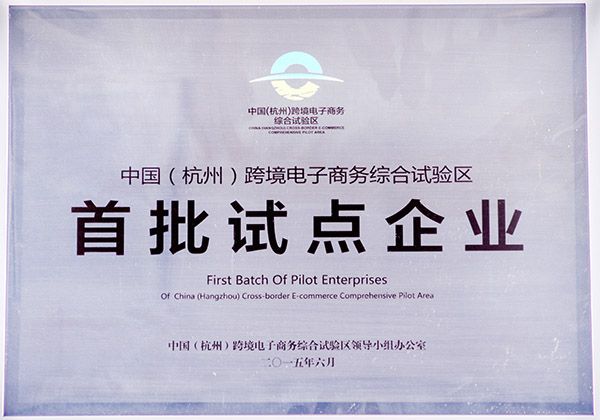 中国(杭州)跨境电子商务
综合试验区
CHINA (HANGZHOU) CROSS-BORDER E-COMMERCE
COMPREHENSIVE PILOT AREA
中国（杭州）跨境电子商务综合试验区
首批试点企业
First Batch Of Pilot Enterprises
Of China (Hangzhou) Cross-border E-commerce Comprehensive Pilot Area
中国（杭州）跨境电子商务综合试验区领导小组办公室
二〇一五年六月